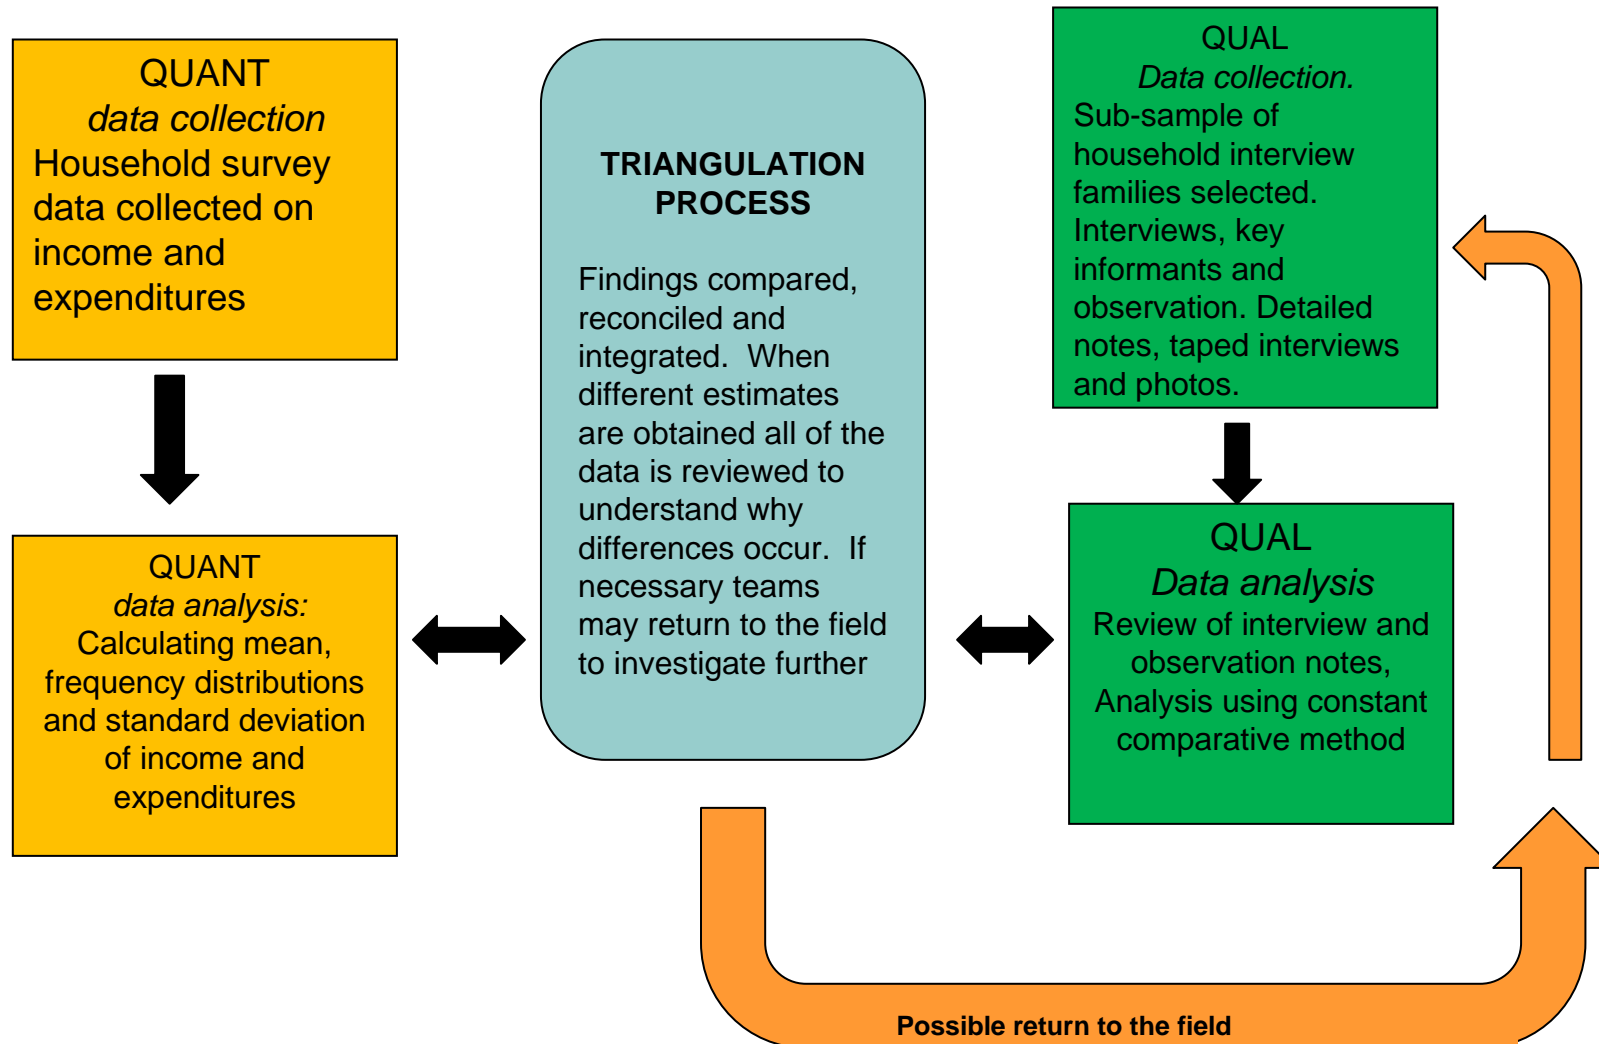 QUANT
data collection
Household survey
data collected on
income and
expenditures
QUANT
data analysis:
Calculating mean,
frequency distributions
and standard deviation
of income and
expenditures
TRIANGULATION
PROCESS
Findings compared,
reconciled and
integrated.  When
different estimates
are obtained all of the
data is reviewed to
understand why
differences occur.  If
necessary teams
may return to the field
to investigate further
QUAL
Data collection.
Sub-sample of
household interview
families selected.
Interviews, key
informants and
observation. Detailed
notes, taped interviews
and photos.
QUAL
Data analysis
Review of interview and
observation notes,
Analysis using constant
comparative method
Possible return to the field